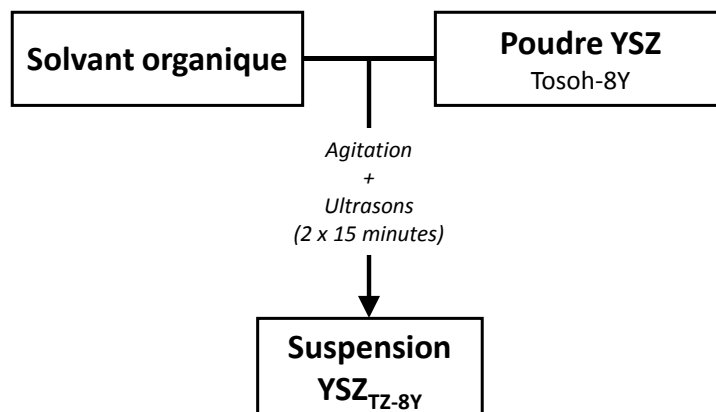 Solvant organique
Poudre YSZ
Tosoh-8Y
Agitation
+
Ultrasons
(2 x 15 minutes)
Suspension
YSZTZ-8Y